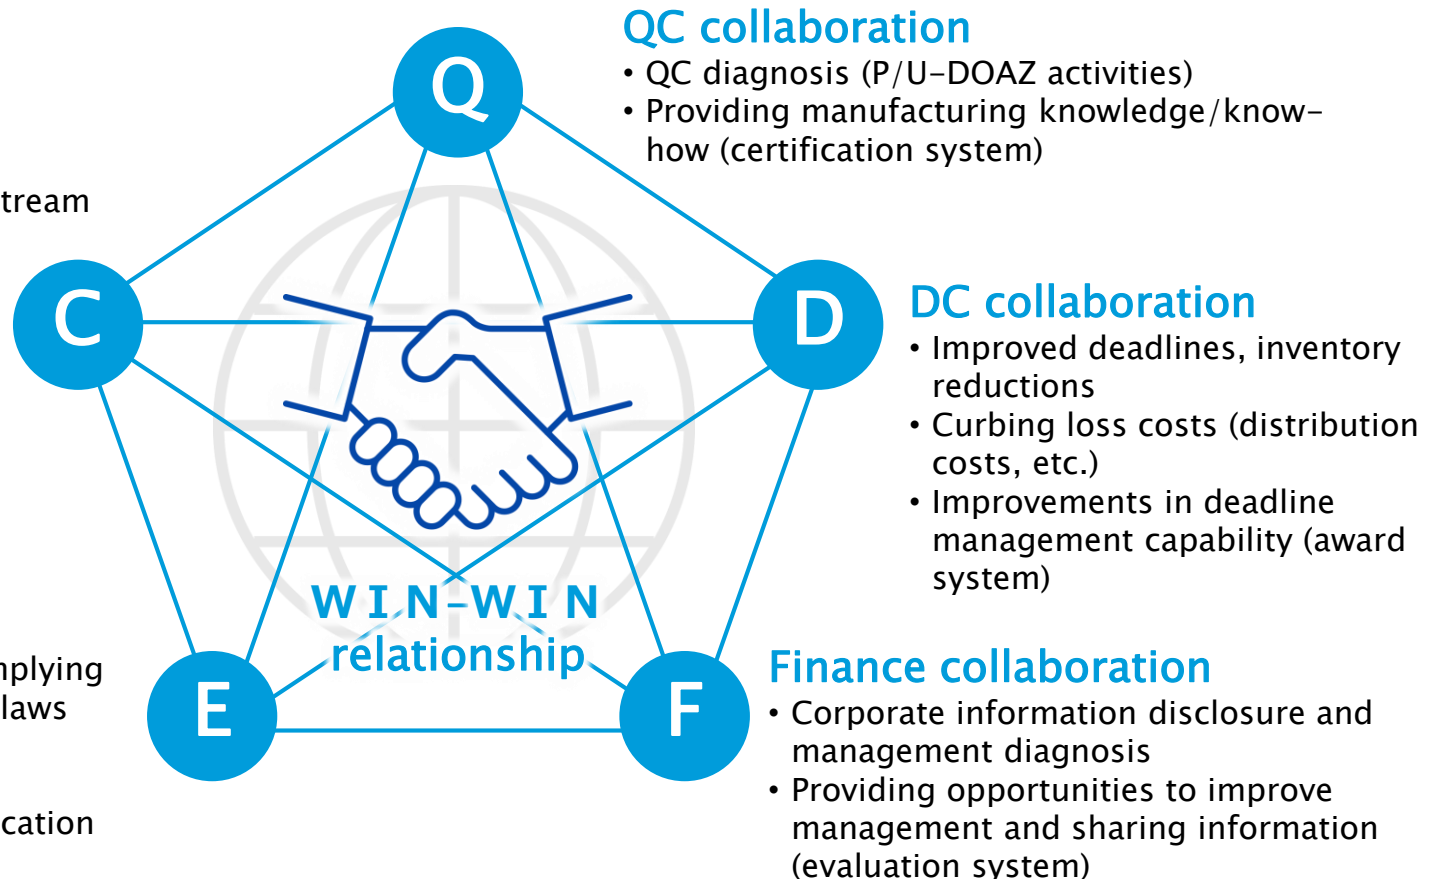 Q
QC collaboration
• QC diagnosis (P/U-DOAZ activities)
• Providing manufacturing knowledge/know-
how (certification system)
tream
C
D
DC collaboration
• Improved deadlines, inventory
reductions
• Curbing loss costs (distribution
costs, etc.)
• Improvements in deadline
management capability (award
system)
WIN-WIN
relationship
mplying
laws
E
F
Finance collaboration
• Corporate information disclosure and
management diagnosis
• Providing opportunities to improve
management and sharing information
(evaluation system)
cation